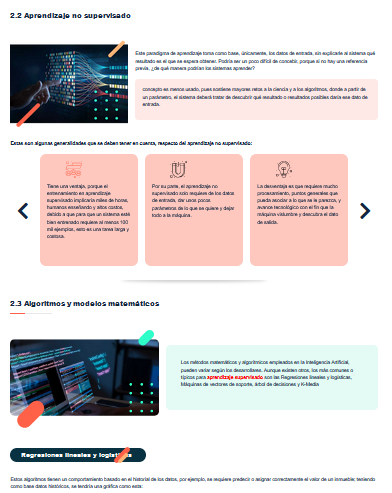 2.2 Aprendizaje no supervisado
Este paradigma de aprendizaje toma como base, únicamente, los datos de entrada, sin explicarle al sistema qué
resultado es el que se espera obtener. Podría ser un poco difícil de concebir, porque si no hay una referencia
previa, ¿de qué manera podrían los sistemas aprender?
concepto es menos usado, pues sostiene mayores retos a la ciencia y a los algoritmos, donde a partir de
un parámetro, el sistema deberá tratar de descubrir qué resultado o resultados posibles daría ese dato de
entrada.
Estas son algunas generalidades que se deben tener en cuenta, respecto del aprendizaje no supervisado:
Tiene una ventaja, porque el
entrenamiento en aprendizaje
supervisado implicaría miles de horas,
humanos enseñando y altos costos,
debido a que para que un sistema esté
bien entrenado requiere al menos 100
mil ejemplos, esto es una tarea larga y
costosa.
Por su parte, el aprendizaje no
supervisado solo requiere de los datos
de entrada, dar unos pocos
parámetros de lo que se quiere y dejar
todo a la máquina.
La desventaja es que requiere mucho
procesamiento, puntos generales que
pueda asociar a lo que se le parezca, y
avance tecnológico con el fin que la
máquina vislumbre y descubra el dato
de salida.
2.3 Algoritmos y modelos matemáticos
Los métodos matemáticos y algorítmicos empleados en la Inteligencia Artificial,
pueden variar según los desarrollares. Aunque existen otros, los más comunes o
típicos para aprendizaje supervisado son las Regresiones lineales y logísticas,
Máquinas de vectores de soporte, árbol de decisiones y K-Media
Regresiones lineales y logísticas
Estos algoritmos tienen un comportamiento basado en el historial de los datos, por ejemplo, se requiere predecir o asignar correctamente el valor de un inmueble; teniendo
como base datos históricos, se tendría una gráfica como esta: